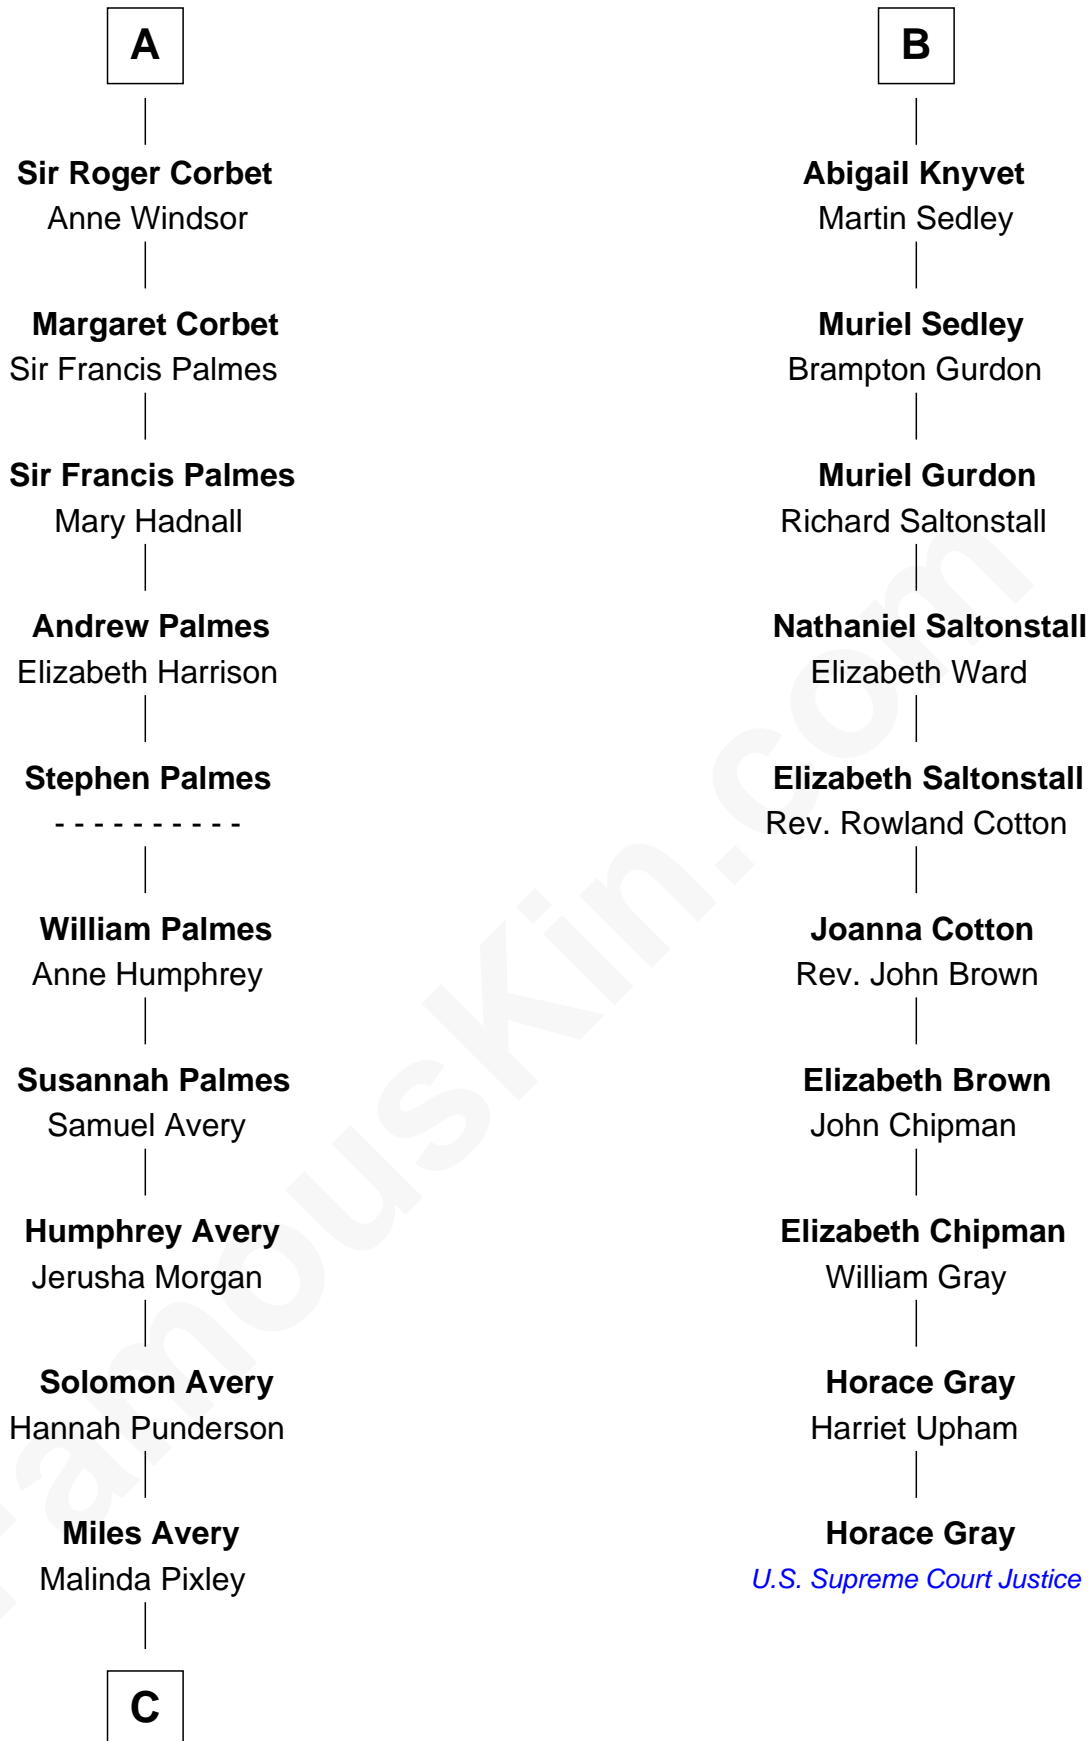 A
Sir Roger Corbet
Anne Windsor
Margaret Corbet
Sir Francis Palmes
Sir Francis Palmes
Mary Hadnall
Andrew Palmes
Elizabeth Harrison
Stephen Palmes
- - - - - - - - - -
William Palmes
Anne Humphrey
Susannah Palmes
Samuel Avery
Humphrey Avery
Jerusha Morgan
Solomon Avery
Hannah Punderson
Miles Avery
Malinda Pixley
C
B
Abigail Knyvet
Martin Sedley
Muriel Sedley
Brampton Gurdon
Muriel Gurdon
Richard Saltonstall
Nathaniel Saltonstall
Elizabeth Ward
Elizabeth Saltonstall
Rev. Rowland Cotton
Joanna Cotton
Rev. John Brown
Elizabeth Brown
John Chipman
Elizabeth Chipman
William Gray
Horace Gray
Harriet Upham
Horace Gray
U.S. Supreme Court Justice
FamousKin.com